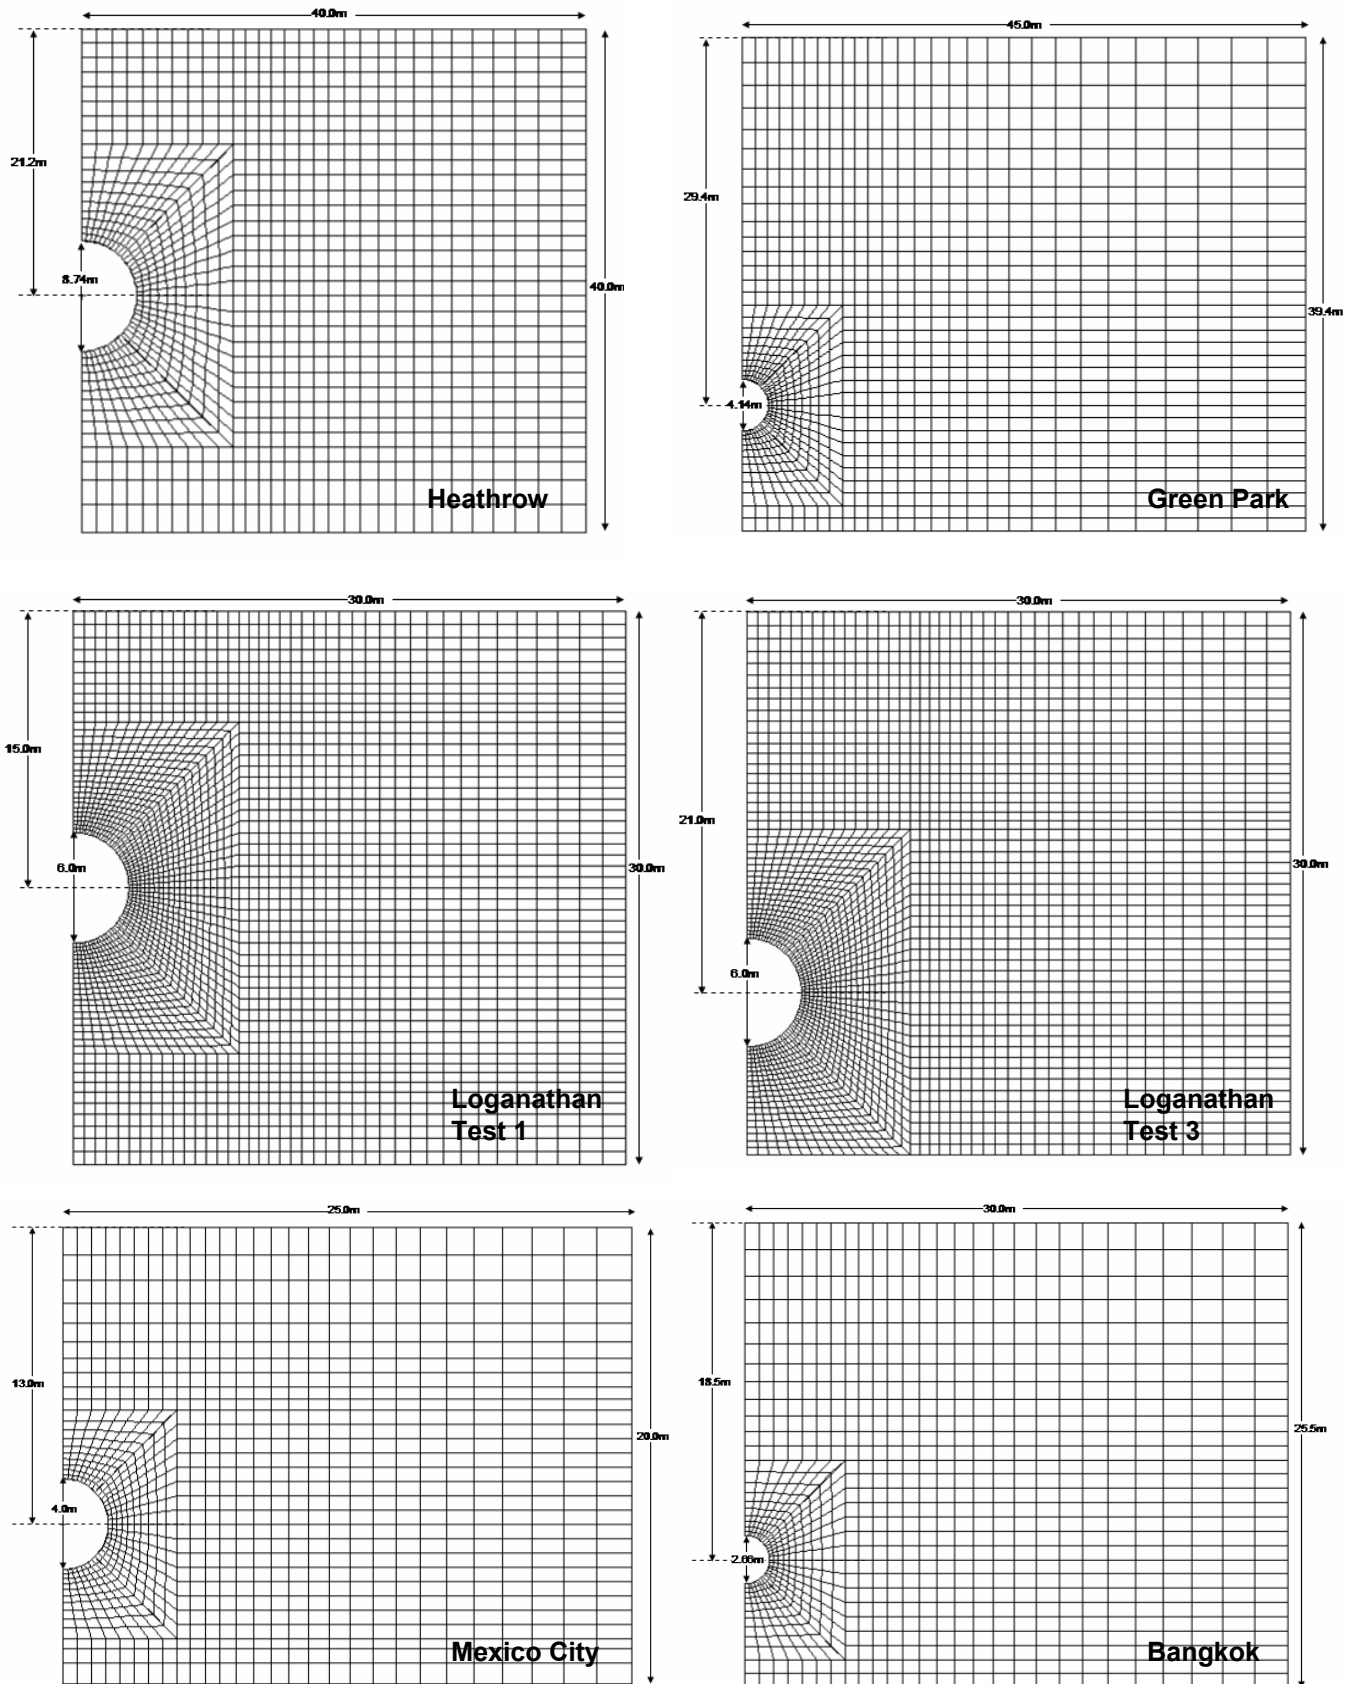 40.0m
21.2m
8.74m
40.0m
Heathrow
45.0m
29.4m
4.14m
39.4m
Green Park
30.0m
15.0m
6.0m
30.0m
Loganathan
Test 1
30.0m
21.0m
6.0m
30.0m
Loganathan
Test 3
25.0m
13.0m
4.0m
20.0m
Mexico City
30.0m
18.5m
2.66m
25.5m
Bangkok